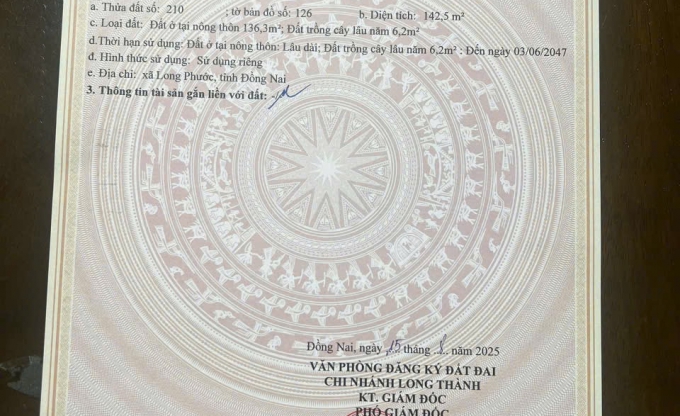 a. Thửa đất số: 210 ; tờ bản đồ số: 126 b. Diện tích: 142,5 m²
c. Loại đất: Đất ở tại nông thôn 136,3m²; Đất trồng cây lâu năm 6,2m²
d.Thời hạn sử dụng: Đất ở tại nông thôn: Lâu dài; Đất trồng cây lâu năm 6,2m² : Đến ngày 03/06/2047
đ. Hình thức sử dụng: Sử dụng riêng
e. Địa chỉ: xã Long Phước, tỉnh Đồng Nai
3. Thông tin tài sản gắn liền với đất: -/-
Đồng Nai, ngày 15 tháng 8 năm 2025
VĂN PHÒNG ĐĂNG KÝ ĐẤT ĐAI
CHI NHÁNH LONG THÀNH
KT. GIÁM ĐỐC
PHÓ GIÁM ĐỐC